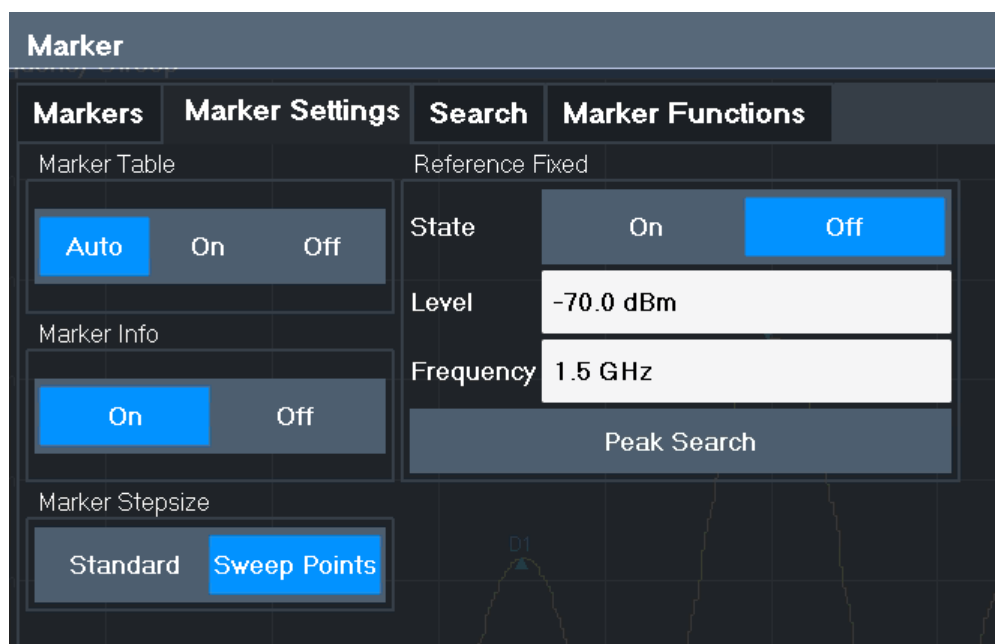 Marker
Markers Marker Settings Search Marker Functions
Marker Table
Auto On Off
Marker Info
On Off
Marker Stepsize
Standard Sweep Points
Reference Fixed
State On Off
Level -70.0 dBm
Frequency 1.5 GHz
Peak Search
D1